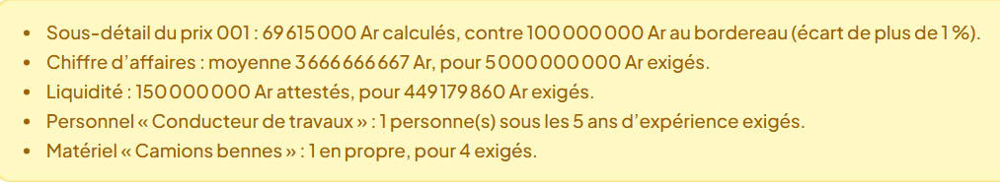 • Sous-détail du prix 001 : 69 615 000 Ar calculés, contre 100 000 000 Ar au bordereau (écart de plus de 1 %).
• Chiffre d’affaires : moyenne 3 666 666 667 Ar, pour 5 000 000 000 Ar exigés.
• Liquidité : 150 000 000 Ar attestés, pour 449 179 860 Ar exigés.
• Personnel « Conducteur de travaux » : 1 personne(s) sous les 5 ans d’expérience exigés.
• Matériel « Camions bennes » : 1 en propre, pour 4 exigés.